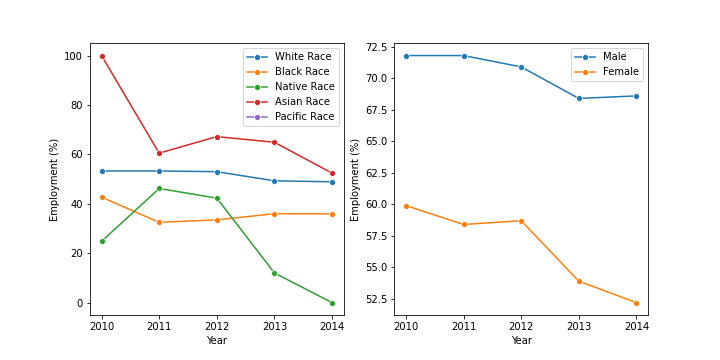 100
80
60
40
20
0
Employment (%)
2010 2011 2012 2013 2014
Year
White Race
Black Race
Native Race
Asian Race
Pacific Race
72.5
70.0
67.5
65.0
62.5
60.0
57.5
55.0
52.5
Employment (%)
2010 2011 2012 2013 2014
Year
Male
Female